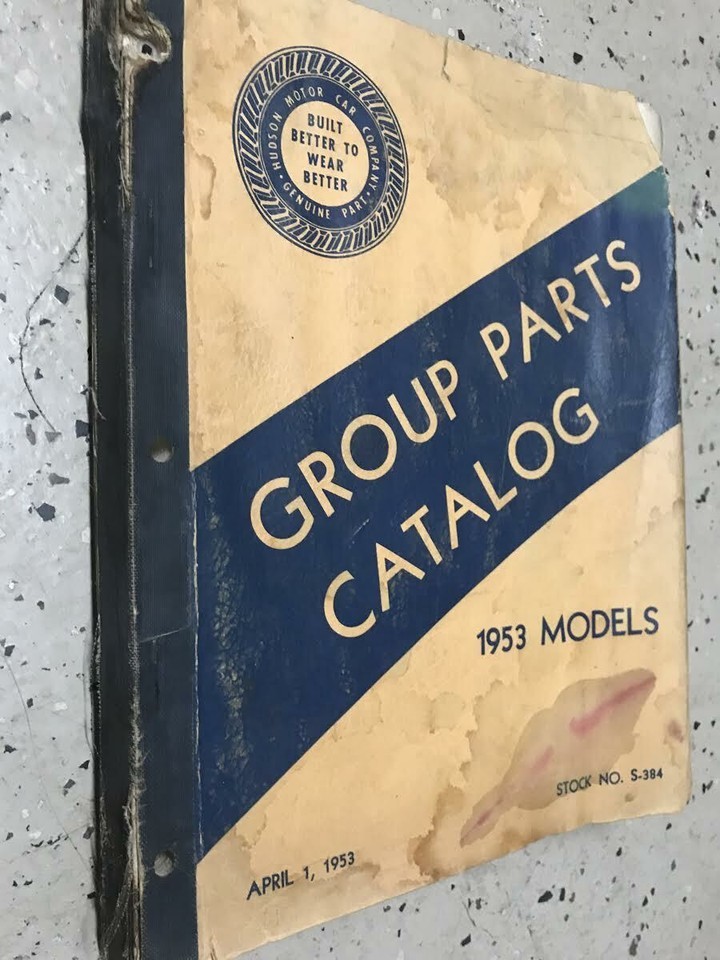 HUDSON MOTOR CAR COMPANY
BUILT
BETTER TO
WEAR
BETTER
• GENUINE PART •
GROUP PARTS
CATALOG
1953 MODELS
STOCK NO. S-384
APRIL 1, 1953